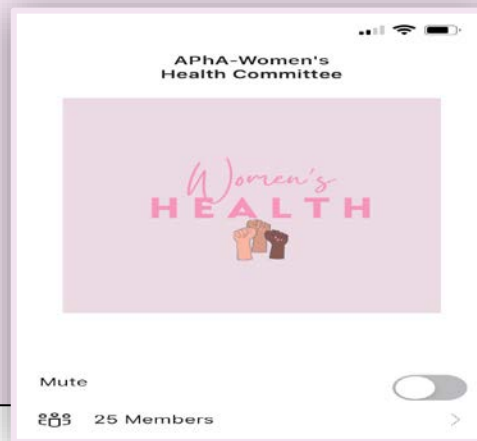 APhA-Women's
Health Committee
Women's
HEALTH
Mute
25 Members